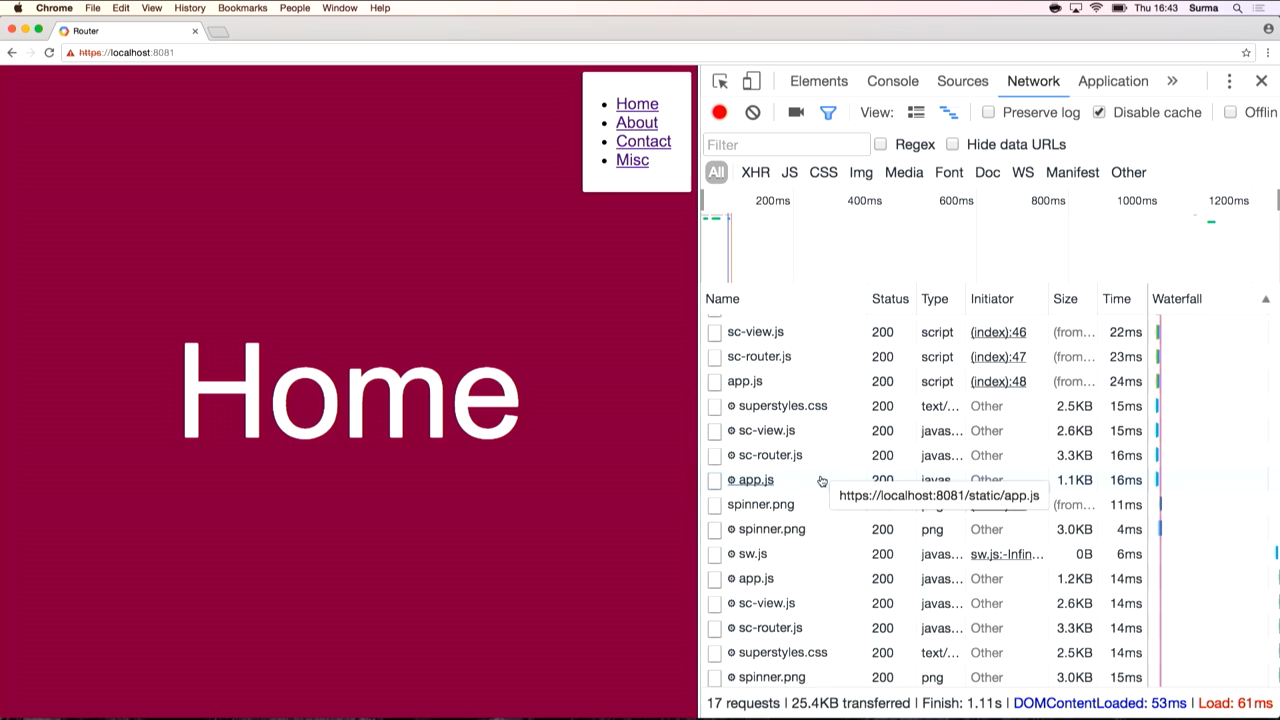 Chrome File Edit View History Bookmarks People Window Help Thu 16:43 Surma
Router
https://localhost:8081
Home
About
Contact
Misc
Home
Elements Console Sources Network Application
View: Preserve log Disable cache Offlin
Filter Regex Hide data URLs
All XHR JS CSS Img Media Font Doc WS Manifest Other
200ms 400ms 600ms 800ms 1000ms 1200ms
Name Status Type Initiator Size Time Waterfall
sc-view.js 200 script (index):46 (from... 22ms
sc-router.js 200 script (index):47 (from... 23ms
app.js 200 script (index):48 (from... 24ms
superstyles.css 200 text/... Other 2.5KB 15ms
sc-view.js 200 javas... Other 2.6KB 15ms
sc-router.js 200 javas... Other 3.3KB 16ms
app.js 200 javas... Other 1.1KB 16ms
https://localhost:8081/static/app.js
spinner.png (from... 11ms
spinner.png 200 png Other 3.0KB 4ms
sw.js 200 javas... sw.js:-Infin... 0B 6ms
app.js 200 javas... Other 1.2KB 14ms
sc-view.js 200 javas... Other 2.6KB 14ms
sc-router.js 200 javas... Other 3.3KB 14ms
superstyles.css 200 text/... Other 2.5KB 14ms
spinner.png 200 png Other 3.0KB 15ms
17 requests | 25.4KB transferred | Finish: 1.11s | DOMContentLoaded: 53ms | Load: 61ms